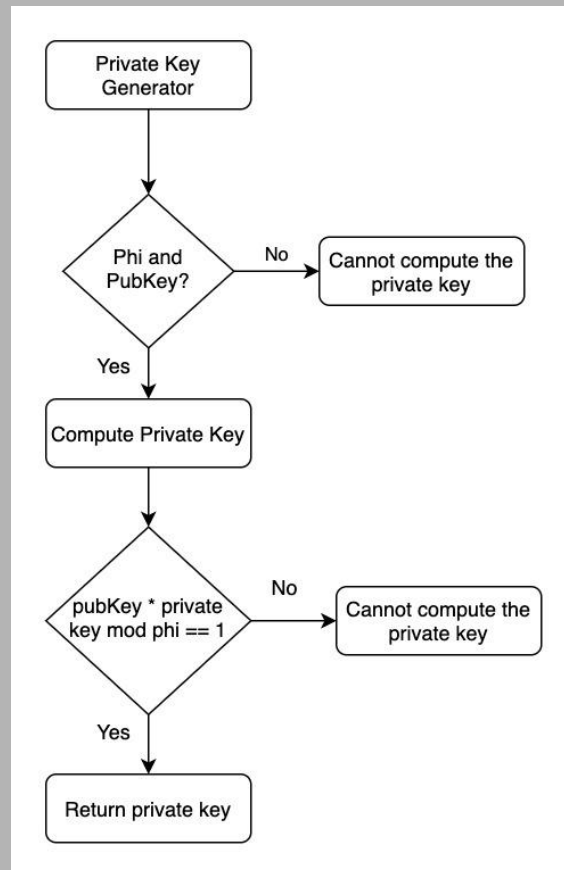 Private Key
Generator
Phi and
PubKey?
No
Cannot compute the
private key
Yes
Compute Private Key
pubKey * private
key mod phi == 1
No
Cannot compute the
private key
Yes
Return private key